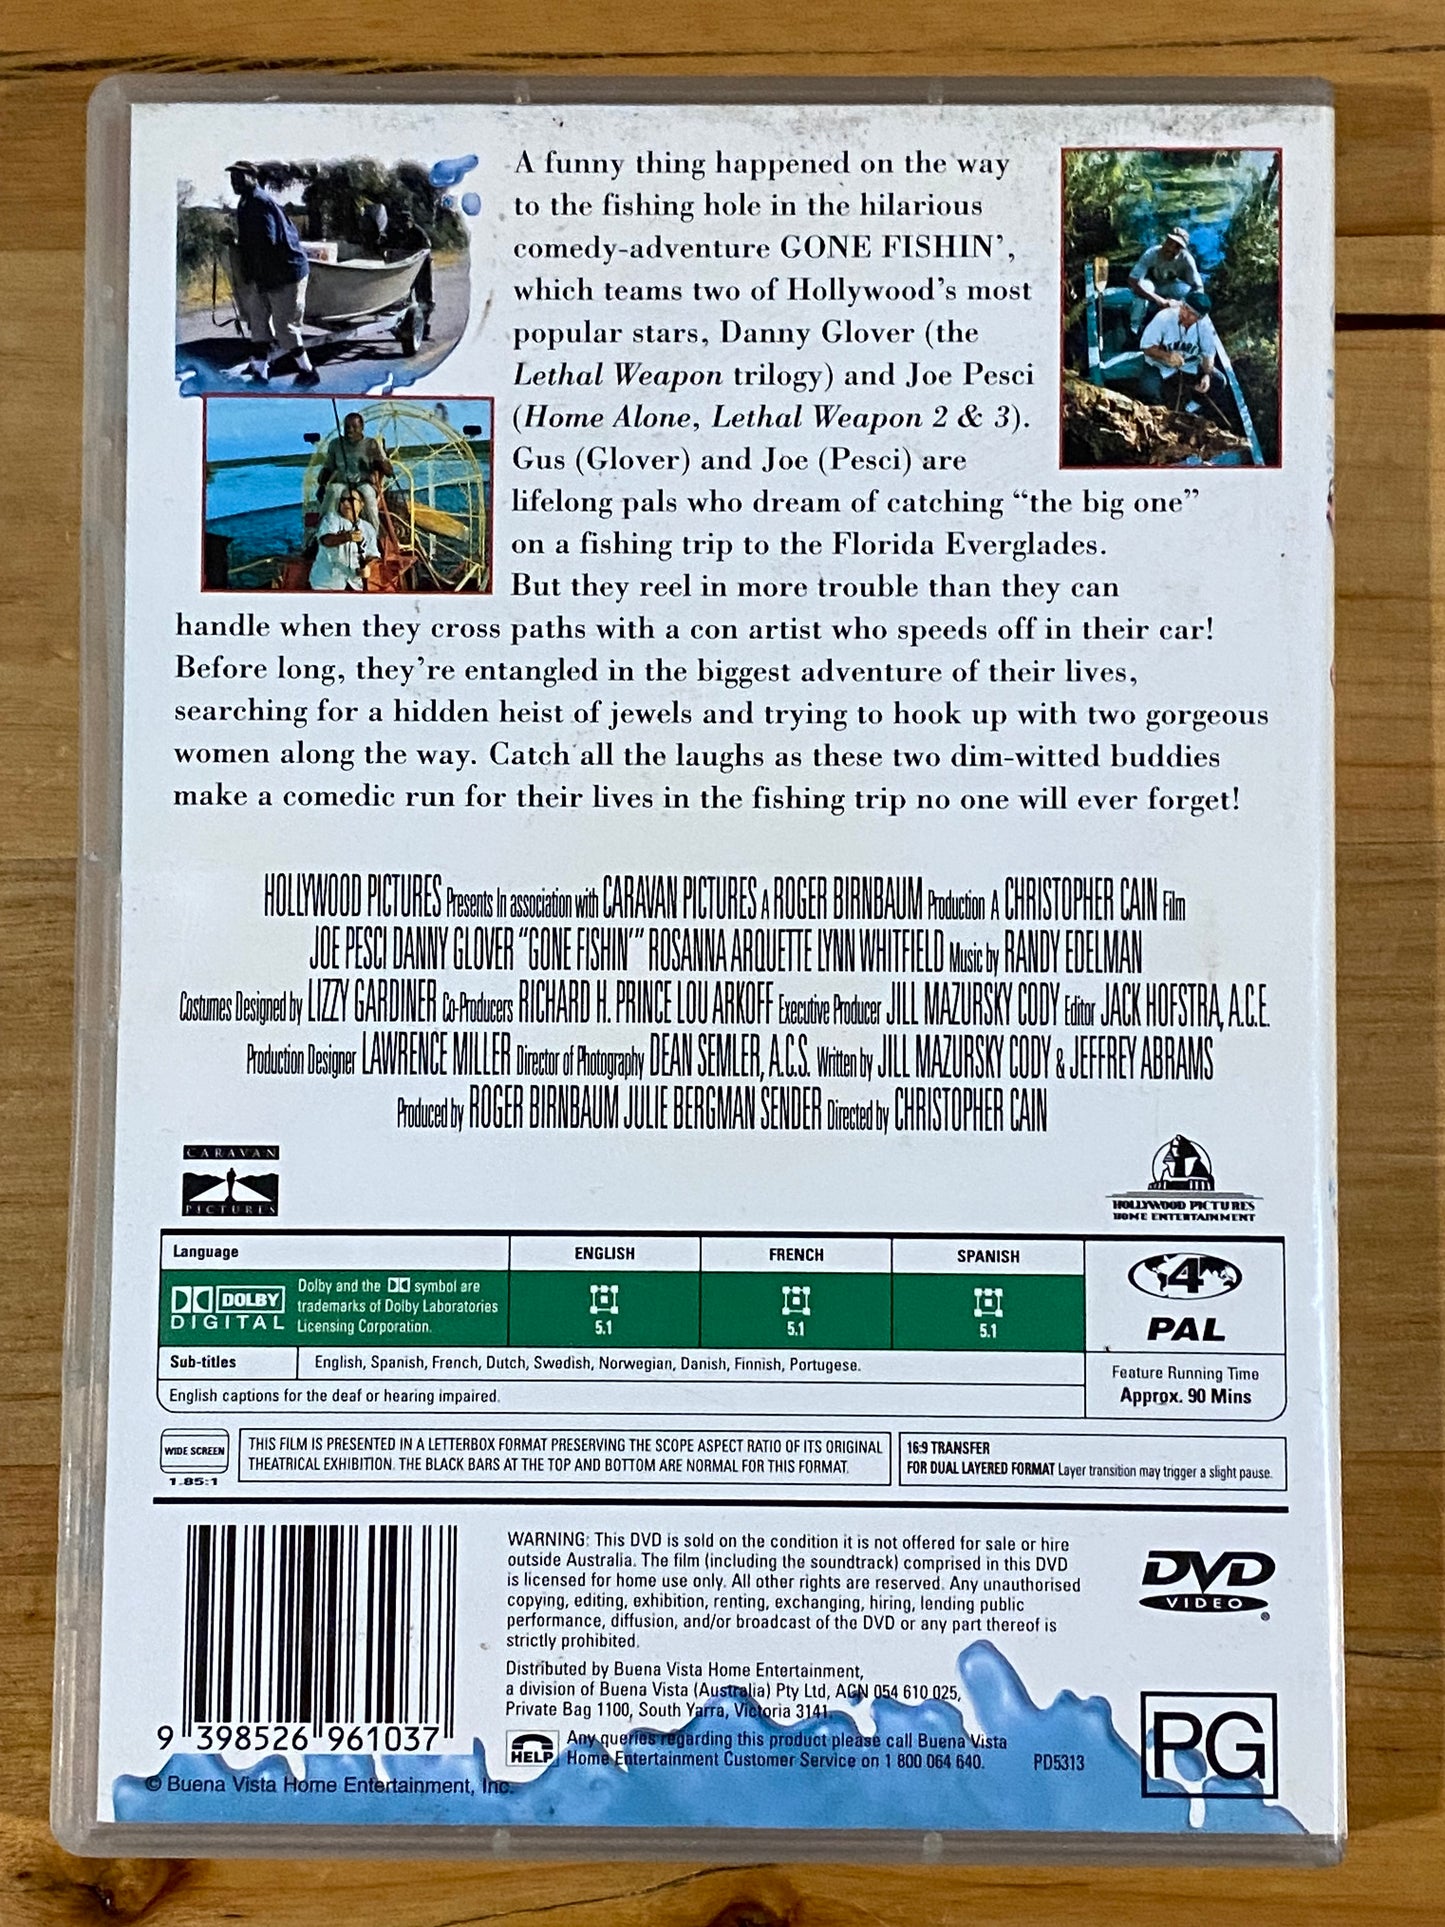 A funny thing happened on the way
to the fishing hole in the hilarious
comedy-adventure GONE FISHIN’,
which teams two of Hollywood’s most
popular stars, Danny Glover (the
Lethal Weapon trilogy) and Joe Pesci
(Home Alone, Lethal Weapon 2 & 3).
Gus (Glover) and Joe (Pesci) are
lifelong pals who dream of catching “the big one”
on a fishing trip to the Florida Everglades.
But they reel in more trouble than they can
handle when they cross paths with a con artist who speeds off in their car!
Before long, they’re entangled in the biggest adventure of their lives,
searching for a hidden heist of jewels and trying to hook up with two gorgeous
women along the way. Catch all the laughs as these two dim-witted buddies
make a comedic run for their lives in the fishing trip no one will ever forget!
HOLLYWOOD PICTURES Presents In association with CARAVAN PICTURES A ROGER BIRNBAUM Production A CHRISTOPHER CAIN Film
JOE PESCI DANNY GLOVER “GONE FISHIN’” ROSANNA ARQUETTE LYNN WHITFIELD Music by RANDY EDELMAN
Costumes Designed by LIZZY GARDINER Co-Producers RICHARD H. PRINCE LOU ARKOFF Executive Producer JILL MAZURSKY CODY Editor JACK HOFSTRA, A.C.E.
Production Designer LAWRENCE MILLER Director of Photography DEAN SEMLER, A.C.S. Written by JILL MAZURSKY CODY & JEFFREY ABRAMS
Produced by ROGER BIRNBAUM JULIE BERGMAN SENDER Directed by CHRISTOPHER CAIN
CARAVAN
PICTURES
HOLLYWOOD PICTURES
HOME ENTERTAINMENT
Language ENGLISH FRENCH SPANISH
DOLBY
DIGITAL
Dolby and the symbol are
trademarks of Dolby Laboratories
Licensing Corporation.
5.1 5.1 5.1
4
PAL
Sub-titles English, Spanish, French, Dutch, Swedish, Norwegian, Danish, Finnish, Portugese.
English captions for the deaf or hearing impaired.
Feature Running Time
Approx. 90 Mins
WIDE SCREEN
1.85:1
THIS FILM IS PRESENTED IN A LETTERBOX FORMAT PRESERVING THE SCOPE ASPECT RATIO OF ITS ORIGINAL
THEATRICAL EXHIBITION. THE BLACK BARS AT THE TOP AND BOTTOM ARE NORMAL FOR THIS FORMAT.
16:9 TRANSFER
FOR DUAL LAYERED FORMAT Layer transition may trigger a slight pause.
WARNING: This DVD is sold on the condition it is not offered for sale or hire
outside Australia. The film (including the soundtrack) comprised in this DVD
is licensed for home use only. All other rights are reserved. Any unauthorised
copying, editing, exhibition, renting, exchanging, hiring, lending public
performance, diffusion, and/or broadcast of the DVD or any part thereof is
strictly prohibited.
Distributed by Buena Vista Home Entertainment,
a division of Buena Vista (Australia) Pty Ltd, ACN 054 610 025,
Private Bag 1100, South Yarra, Victoria 3141.
HELP
Any queries regarding this product please call Buena Vista
Home Entertainment Customer Service on 1 800 064 640.
PD5313
DVD
VIDEO
PG
9 398526 961037
© Buena Vista Home Entertainment, Inc.